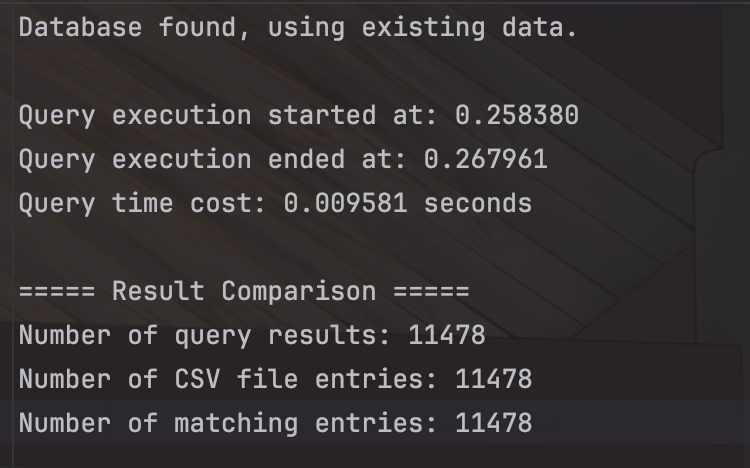 Database found, using existing data.
Query execution started at: 0.258380
Query execution ended at: 0.267961
Query time cost: 0.009581 seconds
===== Result Comparison =====
Number of query results: 11478
Number of CSV file entries: 11478
Number of matching entries: 11478